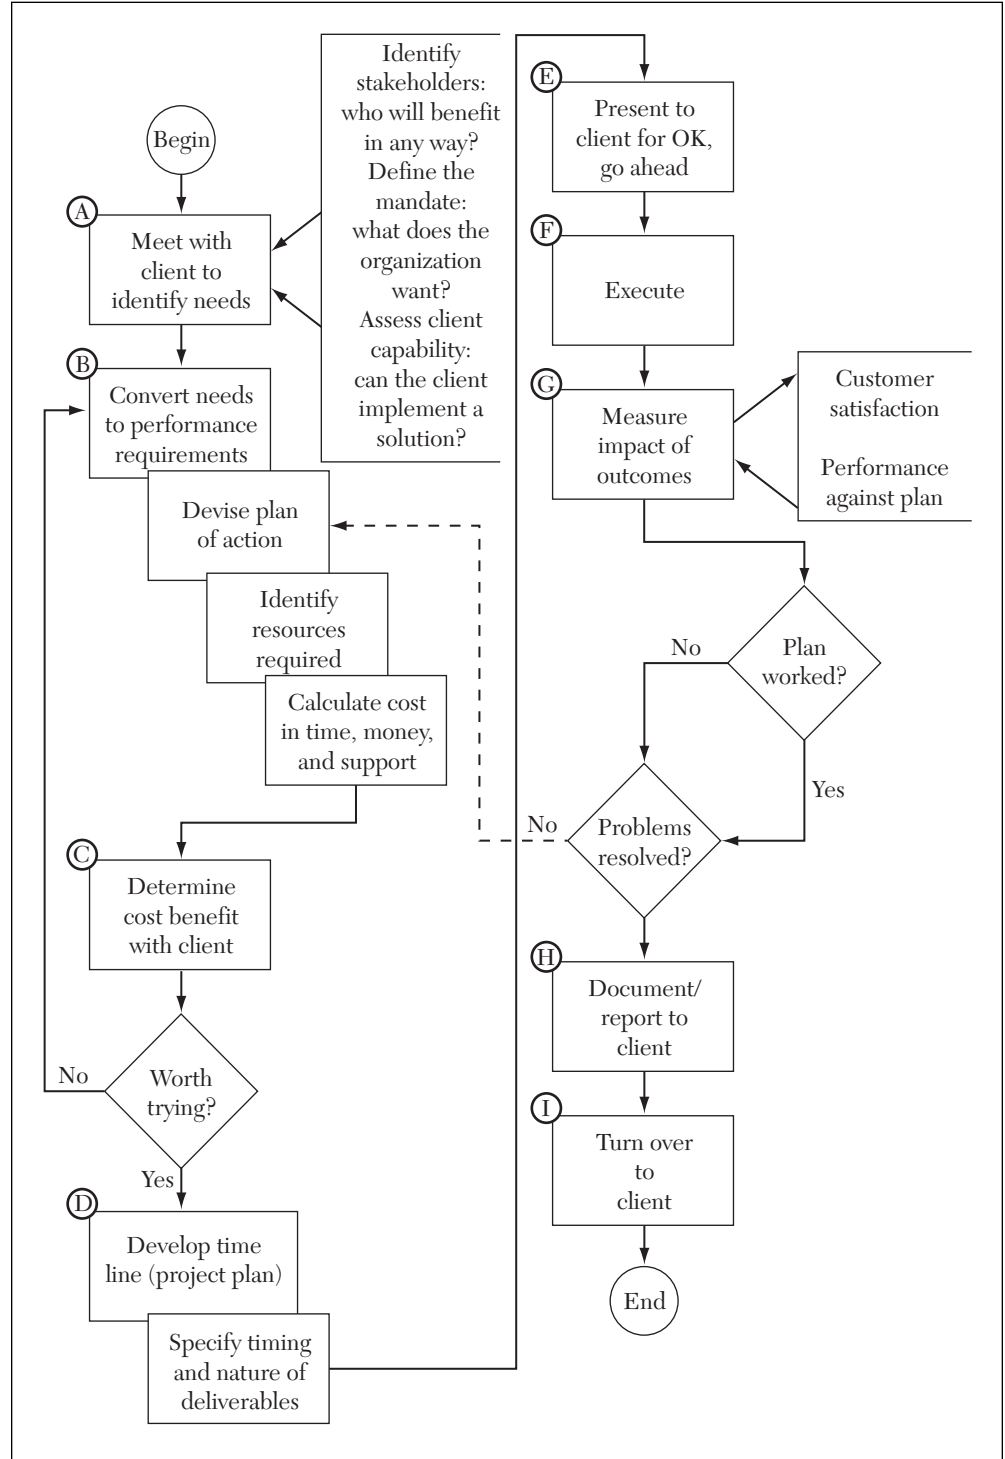 Begin
A
Meet with
client to
identify needs
Identify
stakeholders:
who will benefit
in any way?
Define the
mandate:
what does the
organization
want?
Assess client
capability:
can the client
implement a
solution?
B
Convert needs
to performance
requirements
Devise plan
of action
Identify
resources
required
Calculate cost
in time, money,
and support
C
Determine
cost benefit
with client
Worth
trying?
No
Yes
D
Develop time
line (project plan)
Specify timing
and nature of
deliverables
E
Present to
client for OK,
go ahead
F
Execute
G
Measure
impact of
outcomes
Customer
satisfaction
Performance
against plan
Plan
worked?
No
Yes
Problems
resolved?
No
H
Document/
report to
client
I
Turn over
to
client
End